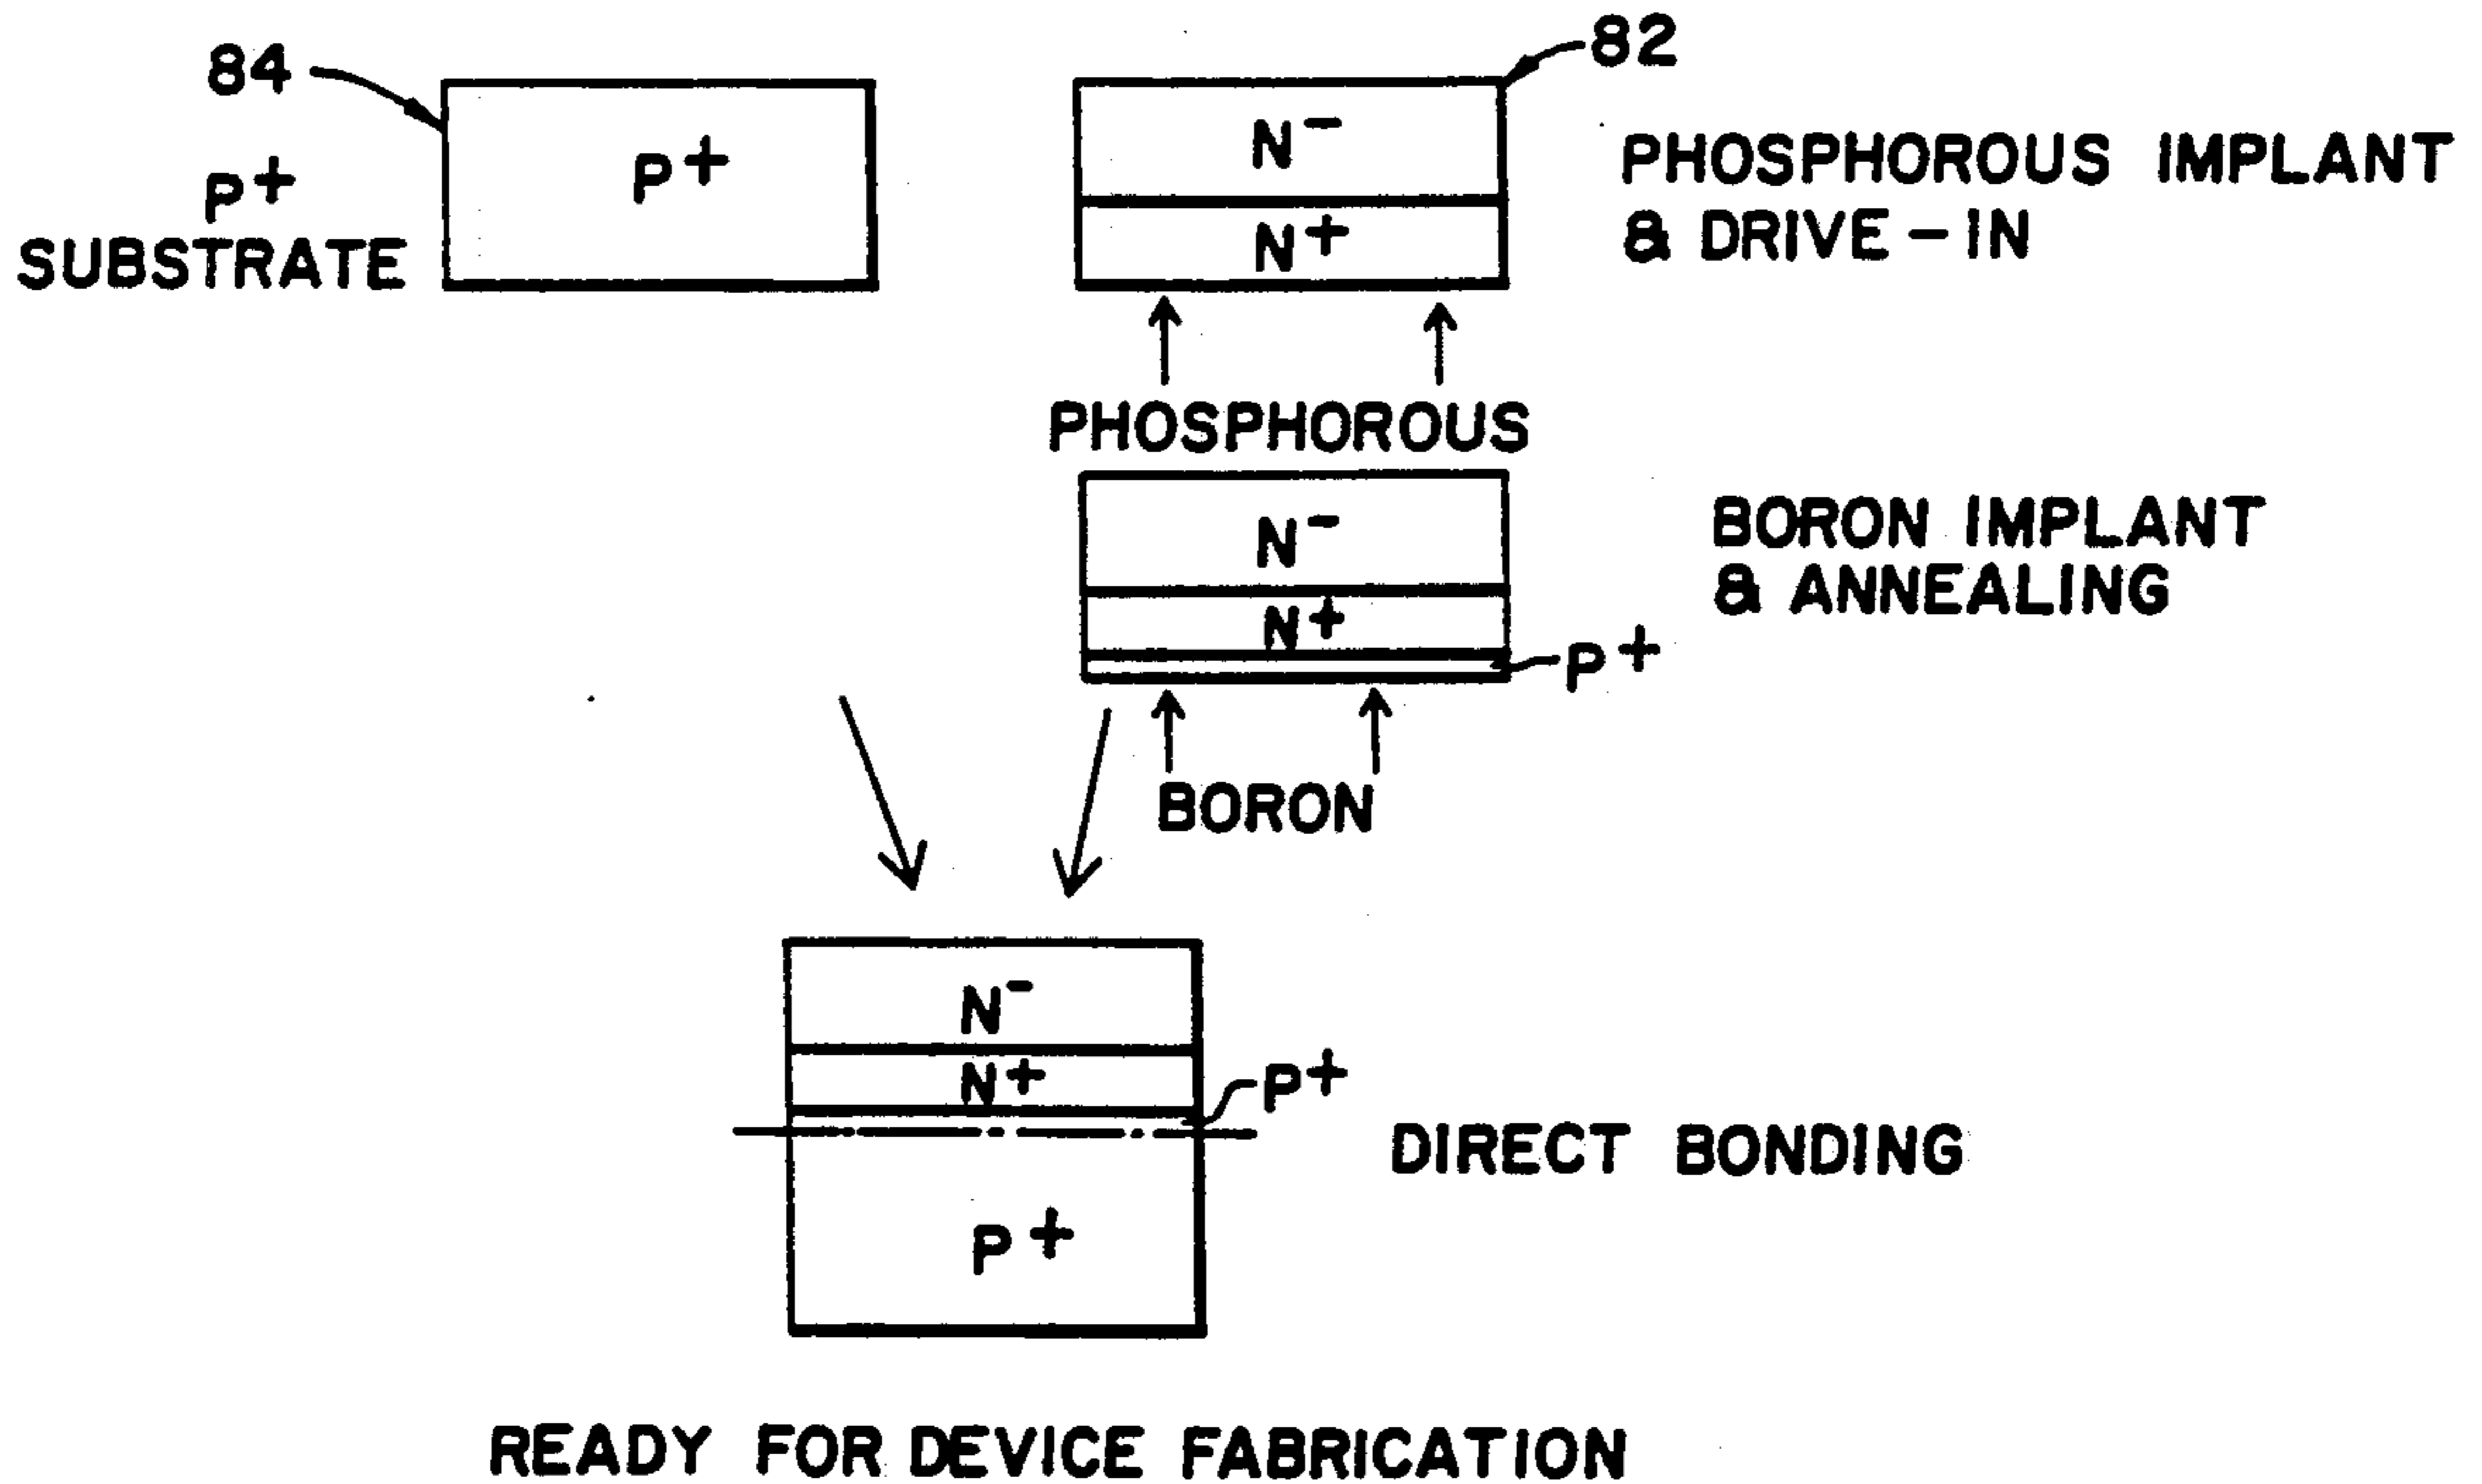 84
P+
SUBSTRATE
P+
82
N-
N+
PHOSPHOROUS IMPLANT
& DRIVE-IN
PHOSPHOROUS
N-
N+
P+
BORON IMPLANT
& ANNEALING
BORON
N-
N+
P+
P+
DIRECT BONDING
READY FOR DEVICE FABRICATION